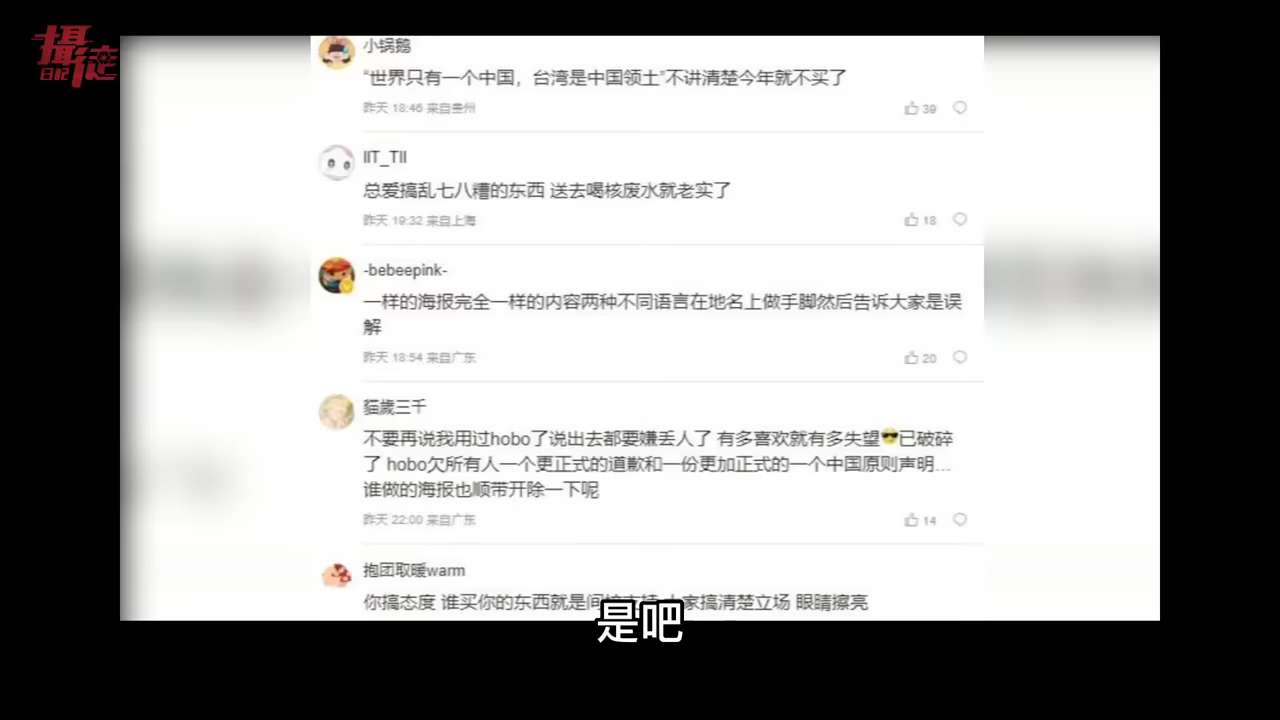 攝徒
日记
小锅鹅
“世界只有一个中国，台湾是中国领土”不讲清楚今年就不买了
昨天 18:46 来自贵州
39
IIT_TII
总爱搞乱七八糟的东西 送去喝核废水就老实了
昨天 19:32 来自上海
18
-bebeepink-
一样的海报完全一样的内容两种不同语言在地名上做手脚然后告诉大家是误
解
昨天 18:54 来自广东
20
貓歲三千
不要再说我用过hobo了说出去都要嫌丢人了 有多喜欢就有多失望😎已破碎
了 hobo欠所有人一个更正式的道歉和一份更加正式的一个中国原则声明...
谁做的海报也顺带开除一下呢
昨天 22:00 来自广东
14
抱团取暖warm
你搞态度 谁买你的东西就是间接支持 大家搞清楚立场 眼睛擦亮
是吧